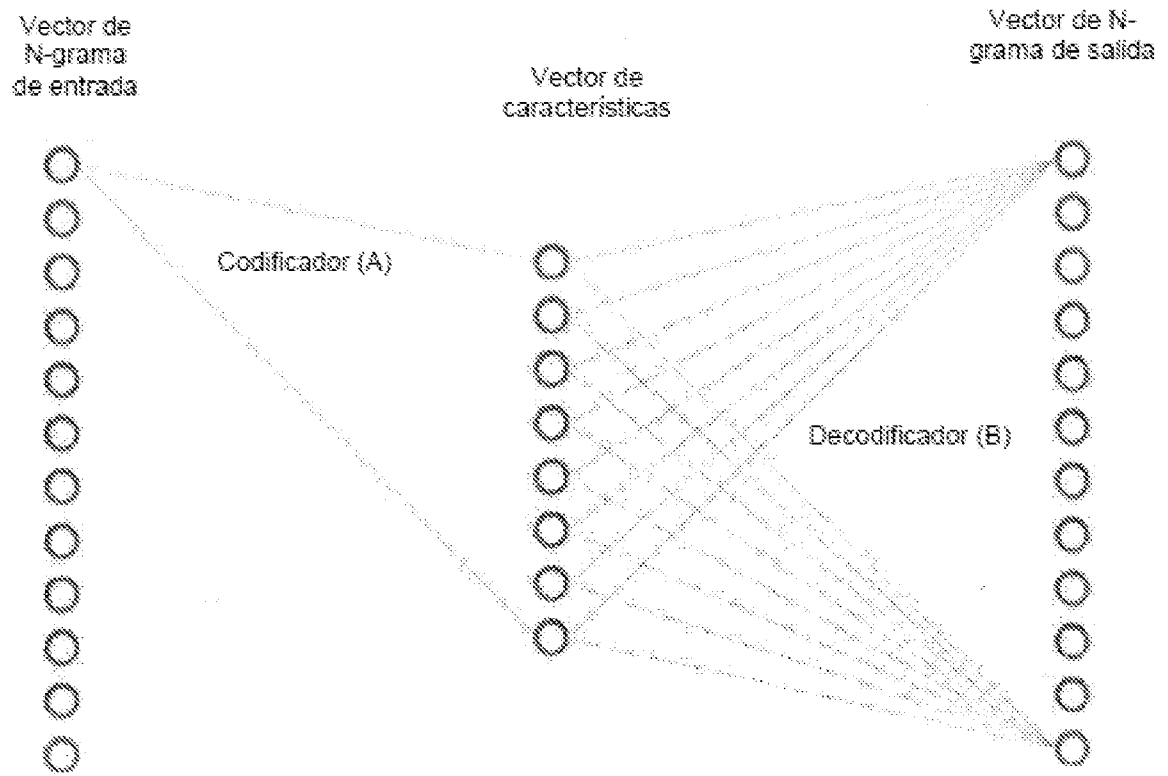 Vector de
N-grama
de entrada
Vector de
características
Vector de N-
grama de salida
Codificador (A)
Decodificador (B)